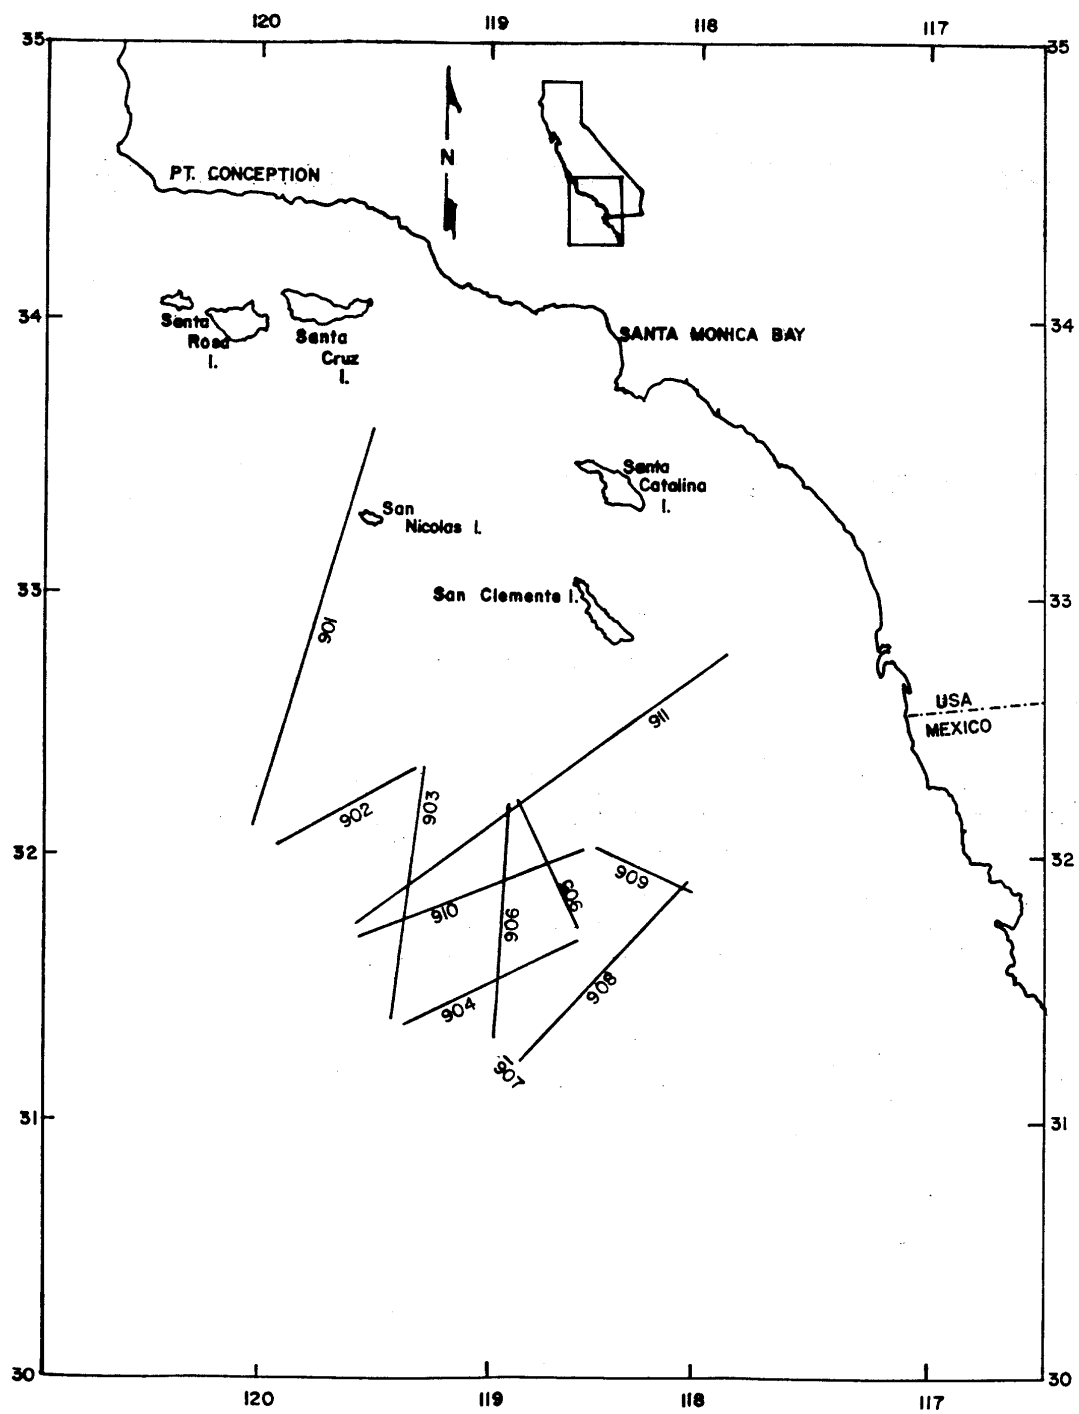 120 119 118 117
35 35
N
PT. CONCEPTION
34 34
Santa
Rosa
I.
Santa
Cruz
I.
SANTA MONICA BAY
Santa
Catalina
I.
San
Nicolas I.
33 33
San Clemente I.
901
911
USA
MEXICO
902
903
32 32
909
910
906
904
908
907
31 31
30 30
120 119 118 117